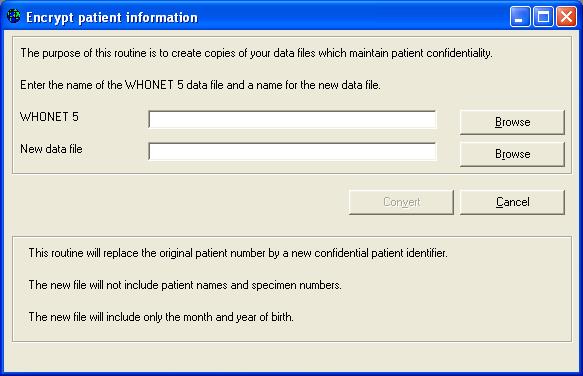 Encrypt patient information
The purpose of this routine is to create copies of your data files which maintain patient confidentiality.
Enter the name of the WHONET 5 data file and a name for the new data file.
WHONET 5
Browse
New data file
Browse
Convert
Cancel
This routine will replace the original patient number by a new confidential patient identifier.
The new file will not include patient names and specimen numbers.
The new file will include only the month and year of birth.